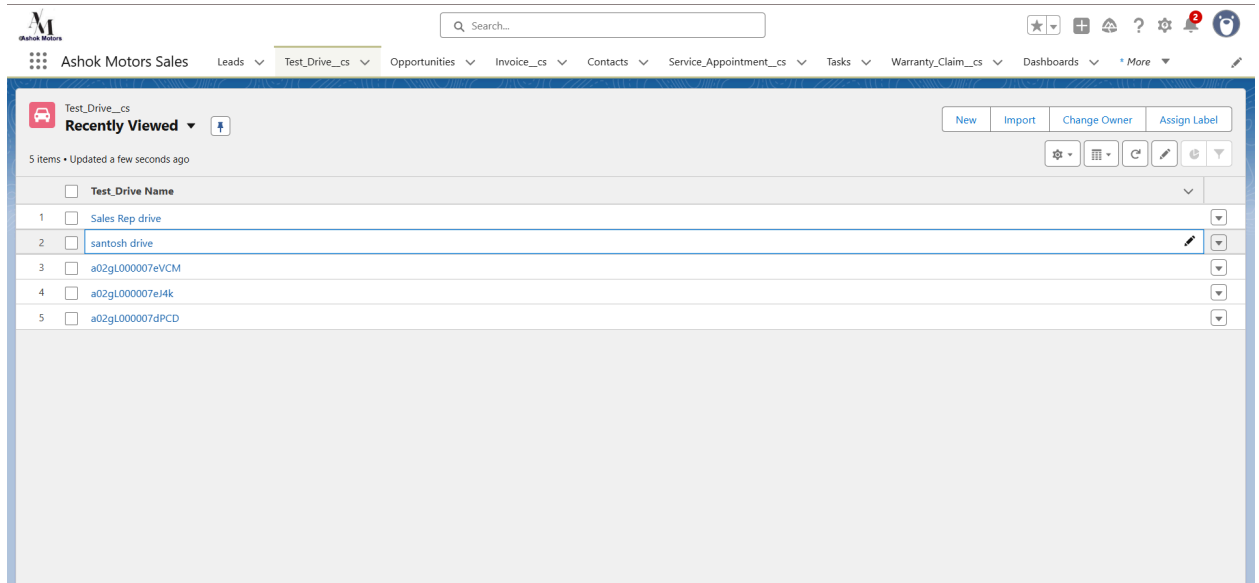 AM
Ashok Motors
Search...
2
Ashok Motors Sales
Leads
Test_Drive__cs
Opportunities
Invoice__cs
Contacts
Service_Appointment__cs
Tasks
Warranty_Claim__cs
Dashboards
* More
Test_Drive__cs
Recently Viewed
New
Import
Change Owner
Assign Label
5 items • Updated a few seconds ago
Test_Drive Name
1 Sales Rep drive
2 santosh drive
3 a02gL000007eVCM
4 a02gL000007eJ4k
5 a02gL000007dPCD